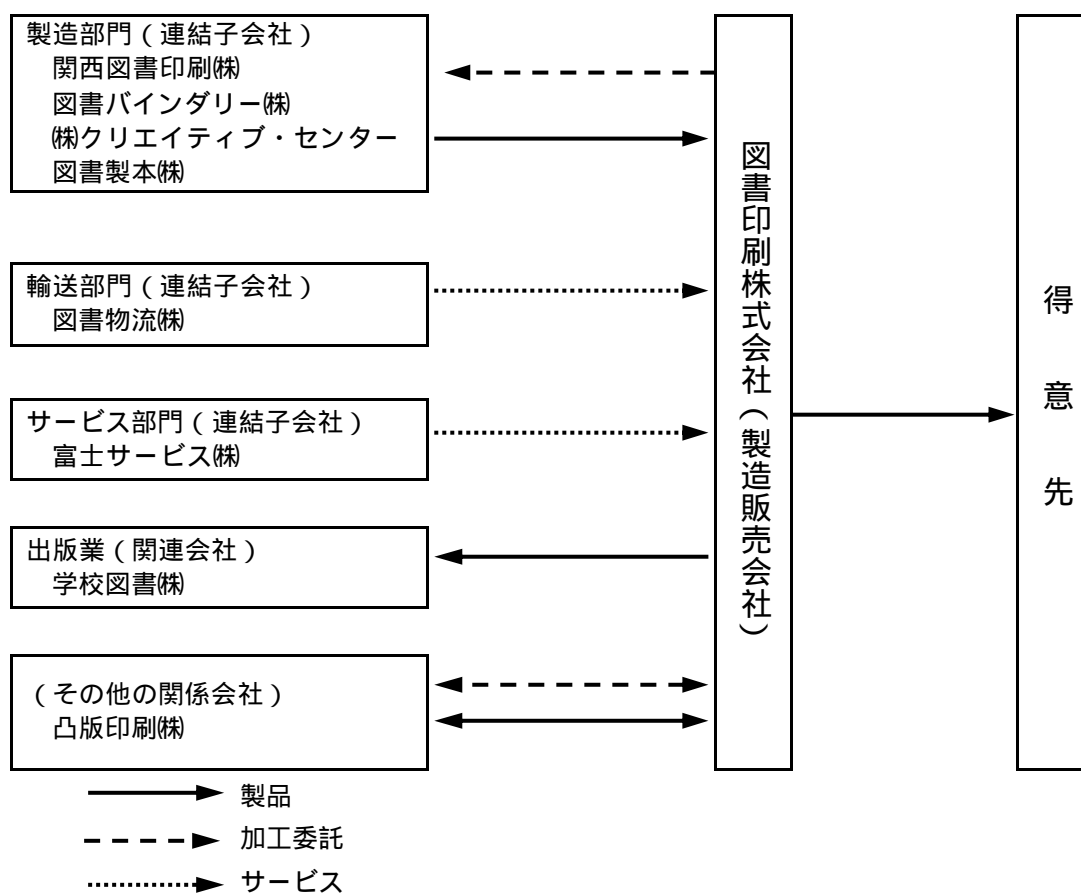 製造部門（連結子会社）
関西図書印刷㈱
図書バインダリー㈱
㈱クリエイティブ・センター
図書製本㈱
輸送部門（連結子会社）
図書物流㈱
サービス部門（連結子会社）
富士サービス㈱
出版業（関連会社）
学校図書㈱
（その他の関係会社）
凸版印刷㈱
図書印刷株式会社（製造販売会社）
得意先
製品
加工委託
サービス